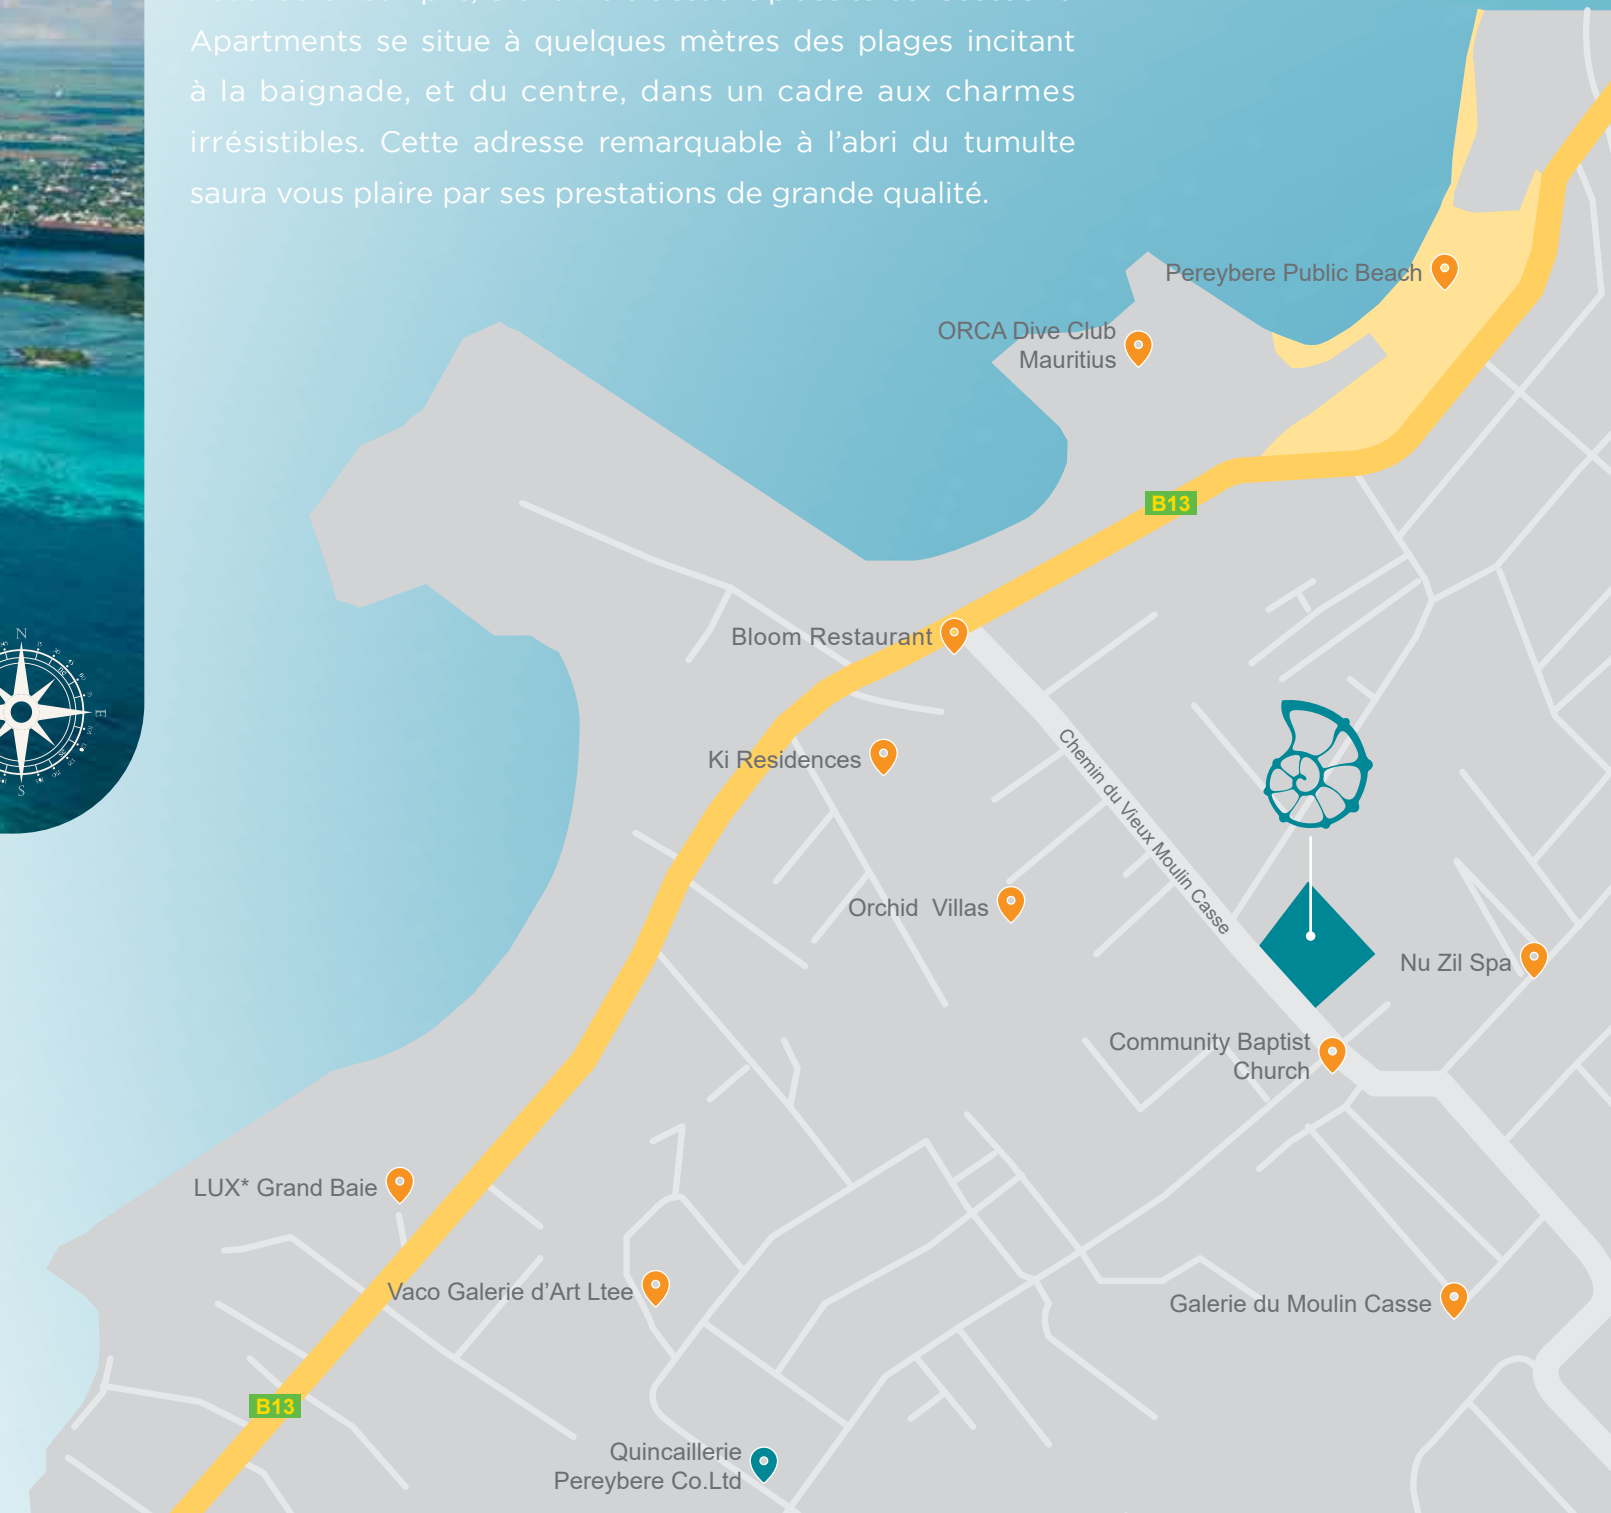 Apartments se situe à quelques mètres des plages incitant
à la baignade, et du centre, dans un cadre aux charmes
irrésistibles. Cette adresse remarquable à l’abri du tumulte
saura vous plaire par ses prestations de grande qualité.
Pereybere Public Beach
ORCA Dive Club
Mauritius
B13
Bloom Restaurant
N
E
S
Ki Residences
Chemin du Vieux Moulin Casse
Orchid Villas
Nu Zil Spa
Community Baptist
Church
LUX* Grand Baie
Vaco Galerie d’Art Ltee
Galerie du Moulin Casse
B13
Quincaillerie
Pereybere Co.Ltd